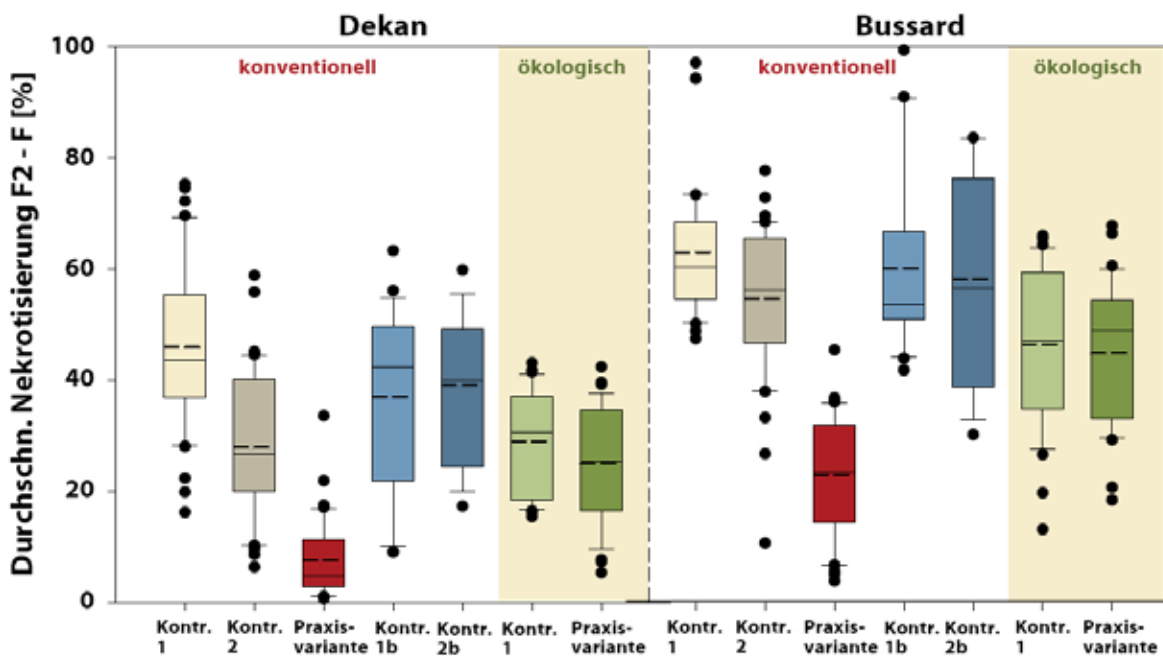 Dekan
Bussard
Durchschn. Nekrotisierung F2 - F [%]
100
80
60
40
20
0
konventionell
ökologisch
konventionell
ökologisch
Kontr.
1
Kontr.
2
Praxis-
variante
Kontr.
1b
Kontr.
2b
Kontr.
1
Praxis-
variante
Kontr.
1
Kontr.
2
Praxis-
variante
Kontr.
1b
Kontr.
2b
Kontr.
1
Praxis-
variante